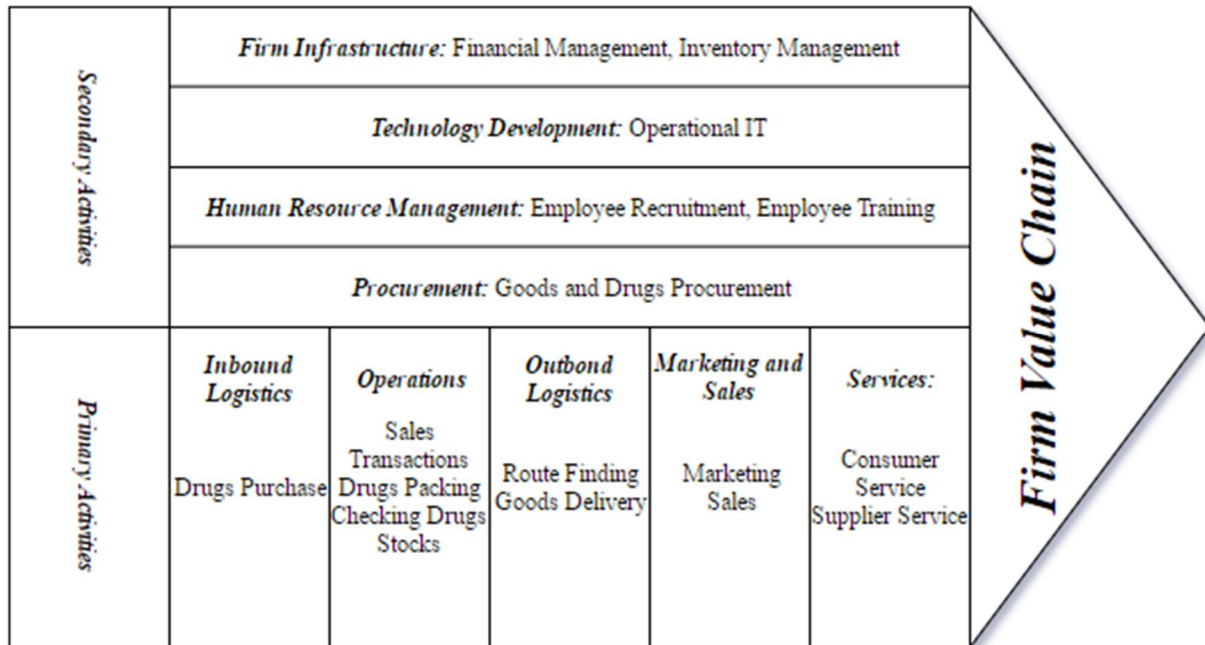 Secondary Activities
Firm Infrastructure: Financial Management, Inventory Management
Technology Development: Operational IT
Human Resource Management: Employee Recruitment, Employee Training
Procurement: Goods and Drugs Procurement
Primary Activities
Inbound
Logistics
Drugs Purchase
Operations
Sales
Transactions
Drugs Packing
Checking Drugs
Stocks
Outbond
Logistics
Route Finding
Goods Delivery
Marketing and
Sales
Marketing
Sales
Services:
Consumer
Service
Supplier Service
Firm Value Chain